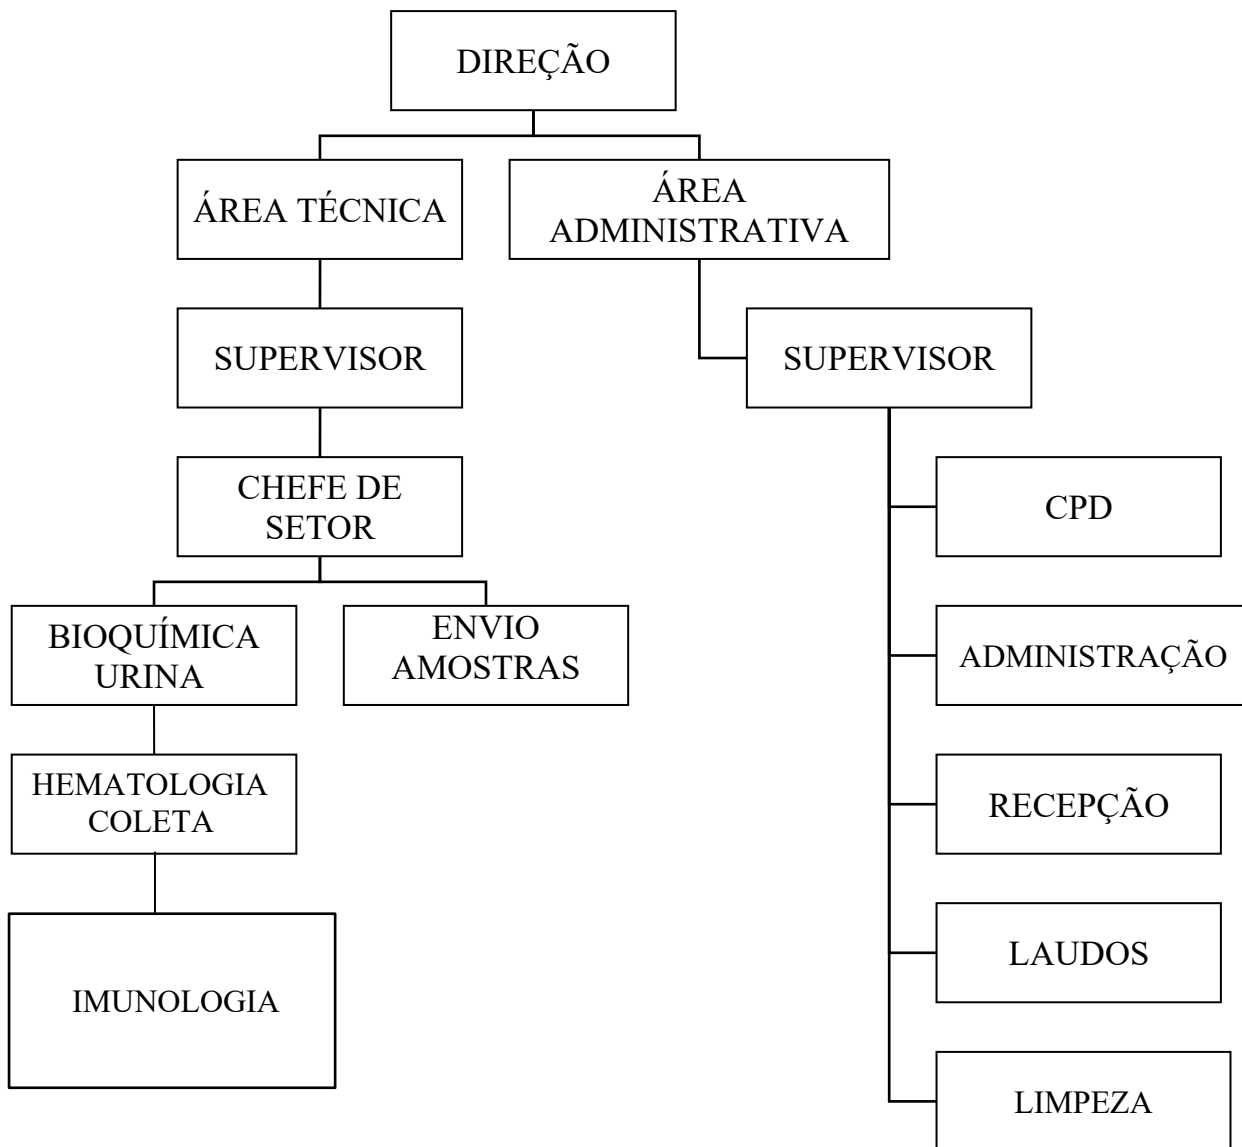 DIREÇÃO
ÁREA TÉCNICA
ÁREA
ADMINISTRATIVA
SUPERVISOR
SUPERVISOR
CHEFE DE
SETOR
CPD
BIOQUÍMICA
URINA
ENVIO
AMOSTRAS
ADMINISTRAÇÃO
HEMATOLOGIA
COLETA
RECEPÇÃO
IMUNOLOGIA
LAUDOS
LIMPEZA